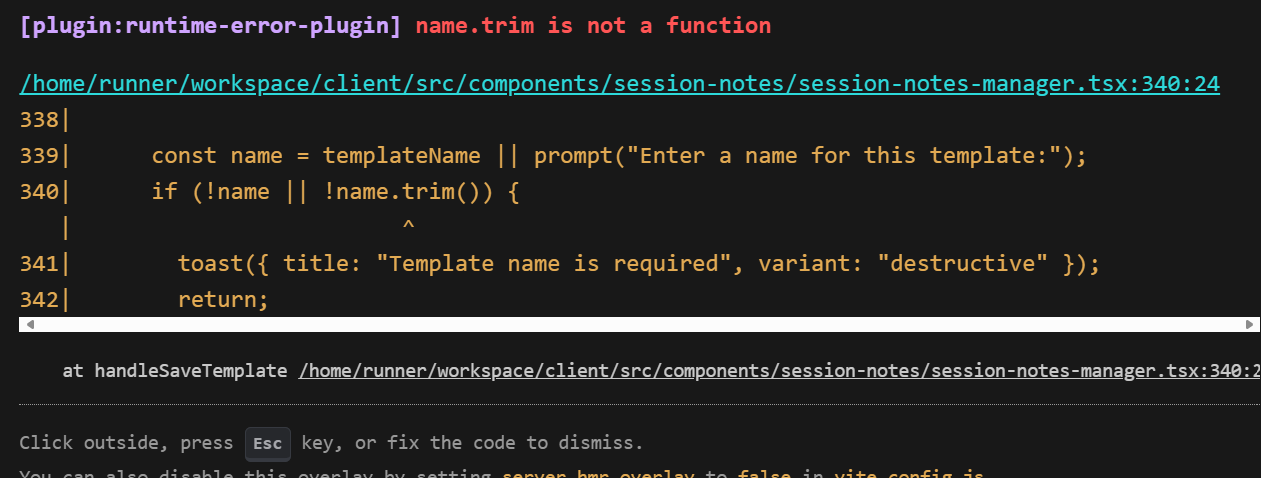 [plugin:runtime-error-plugin] name.trim is not a function
/home/runner/workspace/client/src/components/session-notes/session-notes-manager.tsx:340:24
338|
339|      const name = templateName || prompt("Enter a name for this template:");
340|      if (!name || !name.trim()) {
   |                         ^
341|        toast({ title: "Template name is required", variant: "destructive" });
342|        return;
at handleSaveTemplate /home/runner/workspace/client/src/components/session-notes/session-notes-manager.tsx:340:2
Click outside, press Esc key, or fix the code to dismiss.
You can also disable this overlay by setting server.hmr.overlay to false in vite.config.js